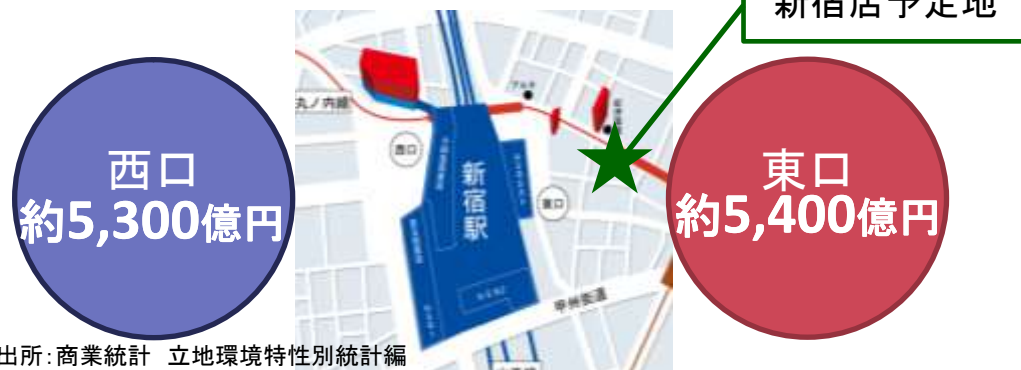 新宿店予定地
丸ノ内線
西口
新宿駅
東口
甲州街道
西口
約5,300億円
東口
約5,400億円
出所:商業統計 立地環境特性別統計編